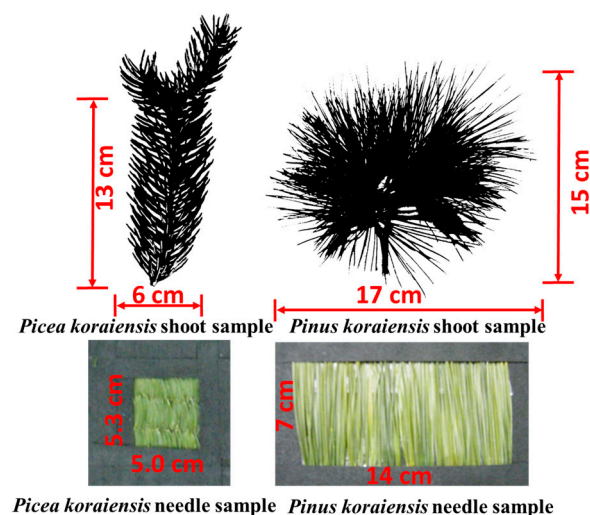 13 cm
6 cm
15 cm
17 cm
Picea koraiensis shoot sample
Pinus koraiensis shoot sample
5.3 cm
5.0 cm
7 cm
14 cm
Picea koraiensis needle sample
Pinus koraiensis needle sample